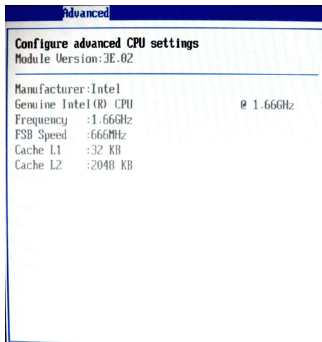 Advanced
Configure advanced CPU settings
Module Version:3E.02
Manufacturer:Intel
Genuine Intel(R) CPU @ 1.66GHz
Frequency :1.66GHz
FSB Speed :666MHz
Cache L1 :32 KB
Cache L2 :2048 KB